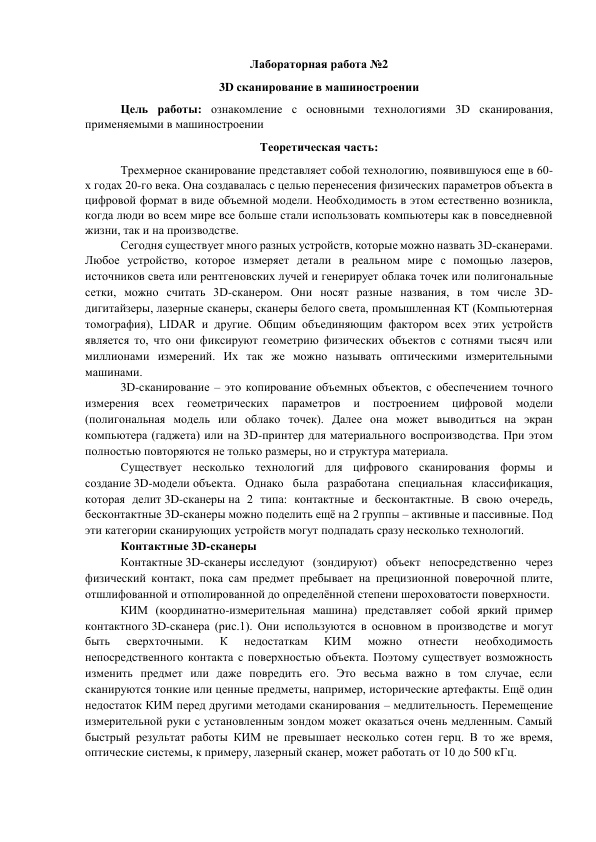 Лабораторная работа №2
3D сканирование в машиностроении
Цель работы: ознакомление с основными технологиями 3D сканирования,
применяемыми в машиностроении
Теоретическая часть:
Трехмерное сканирование представляет собой технологию, появившуюся еще в 60-
х годах 20-го века. Она создавалась с целью перенесения физических параметров объекта в
цифровой формат в виде объемной модели. Необходимость в этом естественно возникла,
когда люди во всем мире все больше стали использовать компьютеры как в повседневной
жизни, так и на производстве.
Сегодня существует много разных устройств, которые можно назвать 3D-сканерами.
Любое устройство, которое измеряет детали в реальном мире с помощью лазеров,
источников света или рентгеновских лучей и генерирует облака точек или полигональные
сетки, можно считать 3D-сканером. Они носят разные названия, в том числе 3D-
дигитайзеры, лазерные сканеры, сканеры белого света, промышленная КТ (Компьютерная
томография), LIDAR и другие. Общим объединяющим фактором всех этих устройств
является то, что они фиксируют геометрию физических объектов с сотнями тысяч или
миллионами измерений. Их так же можно называть оптическими измерительными
машинами.
3D-сканирование – это копирование объемных объектов, с обеспечением точного
измерения всех геометрических параметров и построением цифровой модели
(полигональная модель или облако точек). Далее она может выводиться на экран
компьютера (гаджета) или на 3D-принтер для материального воспроизводства. При этом
полностью повторяются не только размеры, но и структура материала.
Существует несколько технологий для цифрового сканирования формы и
создание 3D-модели объекта. Однако была разработана специальная классификация,
которая делит 3D-сканеры на 2 типа: контактные и бесконтактные. В свою очередь,
бесконтактные 3D-сканеры можно поделить ещё на 2 группы – активные и пассивные. Под
эти категории сканирующих устройств могут подпадать сразу несколько технологий.
Контактные 3D-сканеры
Контактные 3D-сканеры исследуют (зондируют) объект непосредственно через
физический контакт, пока сам предмет пребывает на прецизионной поверочной плите,
отшлифованной и отполированной до определённой степени шероховатости поверхности.
КИМ (координатно-измерительная машина) представляет собой яркий пример
контактного 3D-сканера (рис.1). Они используются в основном в производстве и могут
быть сверхточными. К недостаткам КИМ можно отнести необходимость
непосредственного контакта с поверхностью объекта. Поэтому существует возможность
изменить предмет или даже повредить его. Это весьма важно в том случае, если
сканируются тонкие или ценные предметы, например, исторические артефакты. Ещё один
недостаток КИМ перед другими методами сканирования – медлительность. Перемещение
измерительной руки с установленным зондом может оказаться очень медленным. Самый
быстрый результат работы КИМ не превышает несколько сотен герц. В то же время,
оптические системы, к примеру, лазерный сканер, может работать от 10 до 500 кГц.